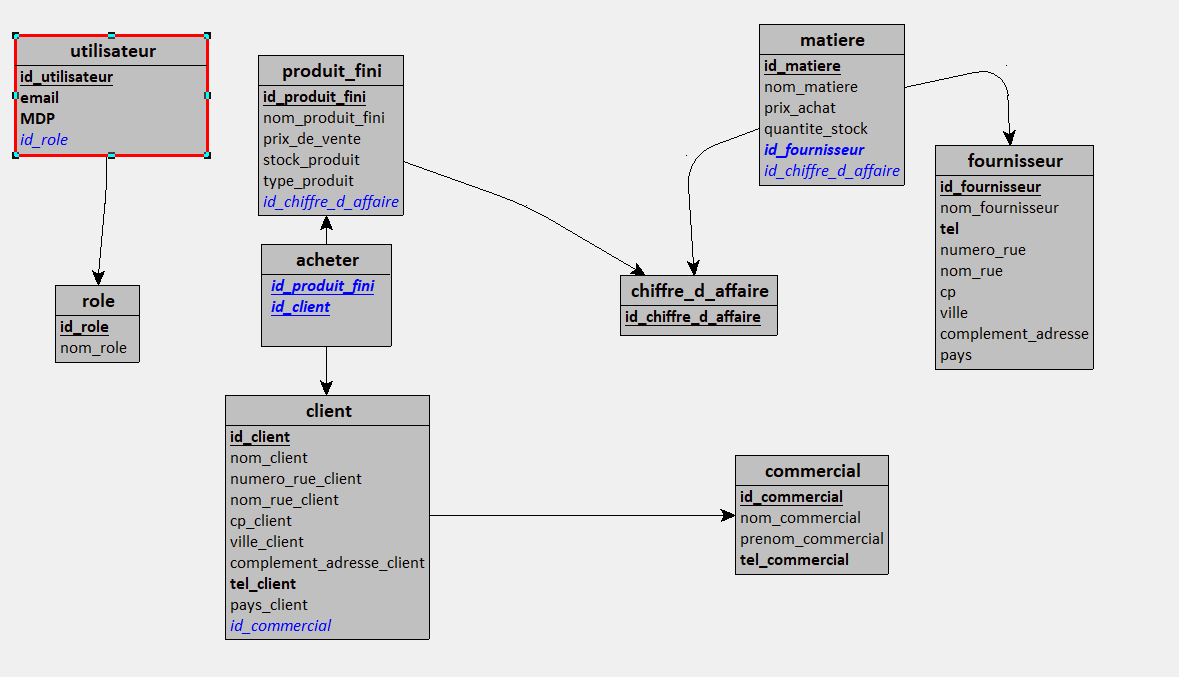 utilisateur
id_utilisateur
email
MDP
id_role
produit_fini
id_produit_fini
nom_produit_fini
prix_de_vente
stock_produit
type_produit
id_chiffre_d_affaire
matiere
id_matiere
nom_matiere
prix_achat
quantite_stock
id_fournisseur
id_chiffre_d_affaire
fournisseur
id_fournisseur
nom_fournisseur
tel
numero_rue
nom_rue
cp
ville
complement_adresse
pays
acheter
id_produit_fini
id_client
chiffre_d_affaire
id_chiffre_d_affaire
role
id_role
nom_role
client
id_client
nom_client
numero_rue_client
nom_rue_client
cp_client
ville_client
complement_adresse_client
tel_client
pays_client
id_commercial
commercial
id_commercial
nom_commercial
prenom_commercial
tel_commercial